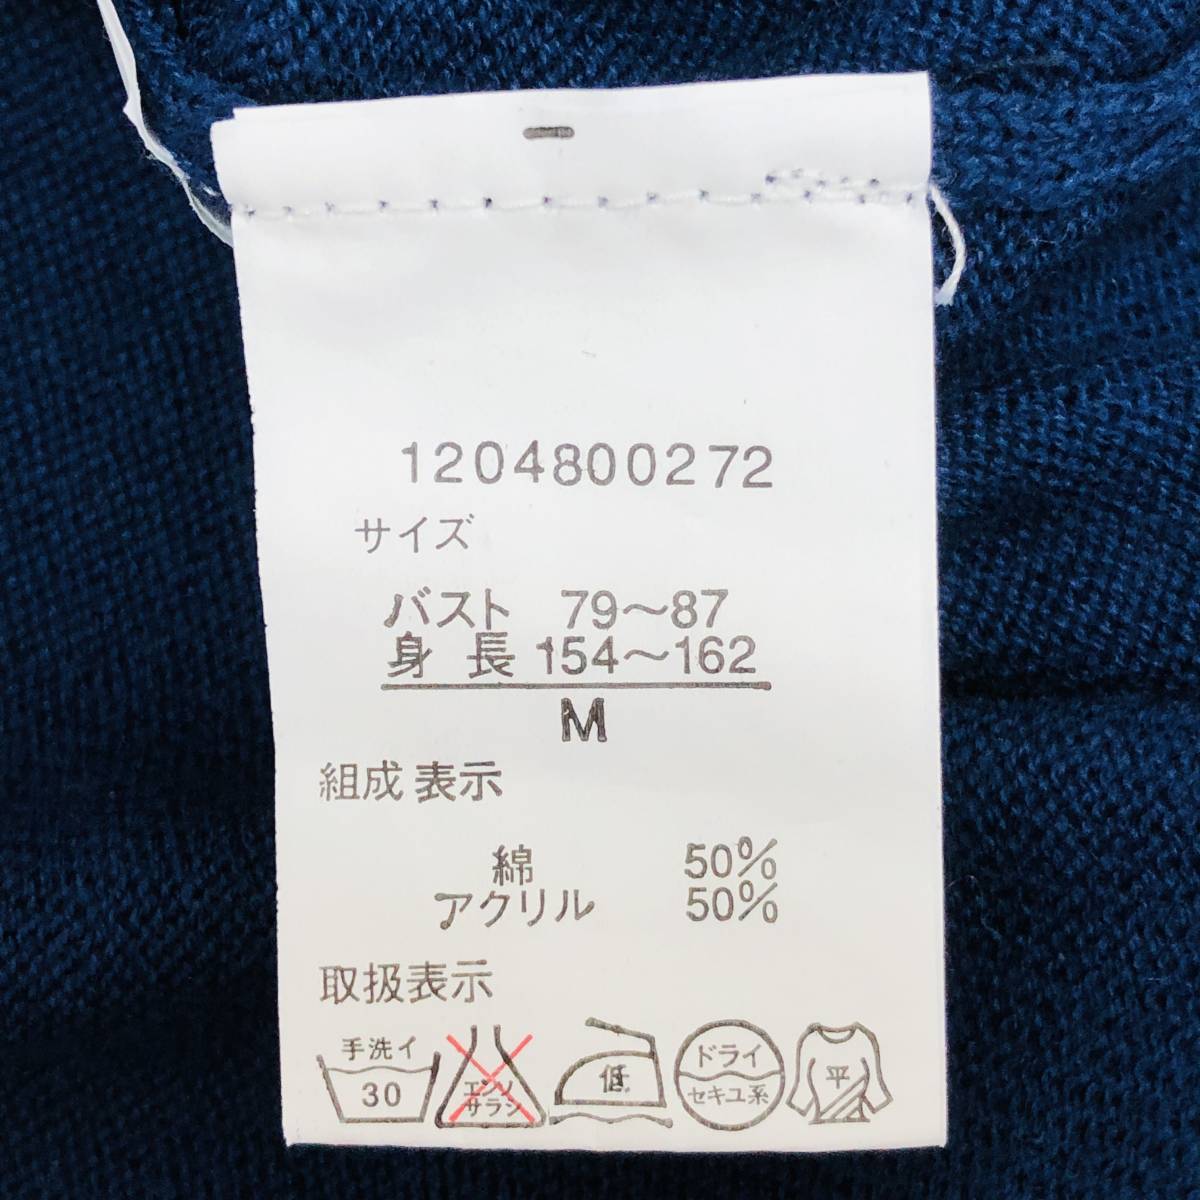 1204800272
サイズ
バスト 79～87
身長 154～162
M
組成表示
綿 50%
アクリル 50%
取扱表示
手洗イ
30
エンソ
サラシ
低
ドライ
セキユ系
平